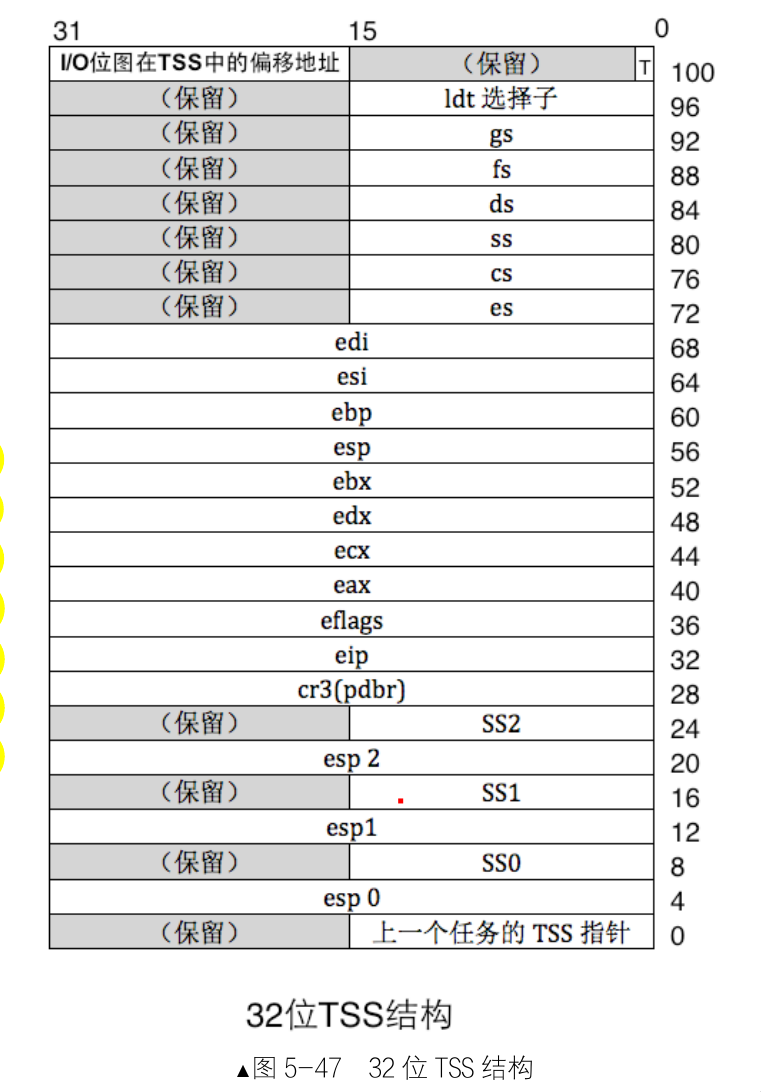 31 15 0
I/O位图在TSS中的偏移地址 （保留） T 100
（保留） ldt 选择子 96
（保留） gs 92
（保留） fs 88
（保留） ds 84
（保留） ss 80
（保留） cs 76
（保留） es 72
edi 68
esi 64
ebp 60
esp 56
ebx 52
edx 48
ecx 44
eax 40
eflags 36
eip 32
cr3(pdbr) 28
（保留） SS2 24
esp 2 20
（保留） SS1 16
esp1 12
（保留） SS0 8
esp 0 4
（保留） 上一个任务的 TSS 指针 0
32位TSS结构
▲图 5-47 32 位 TSS 结构